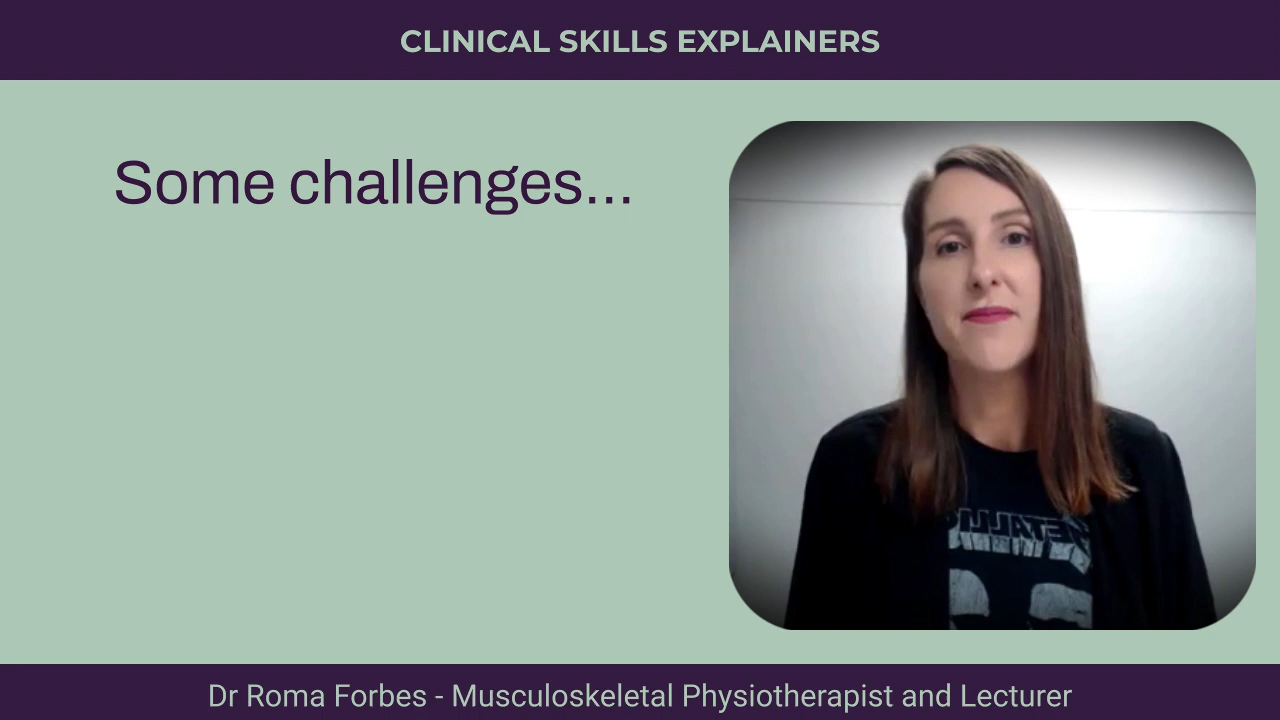 CLINICAL SKILLS EXPLAINERS
Some challenges...
Dr Roma Forbes - Musculoskeletal Physiotherapist and Lecturer